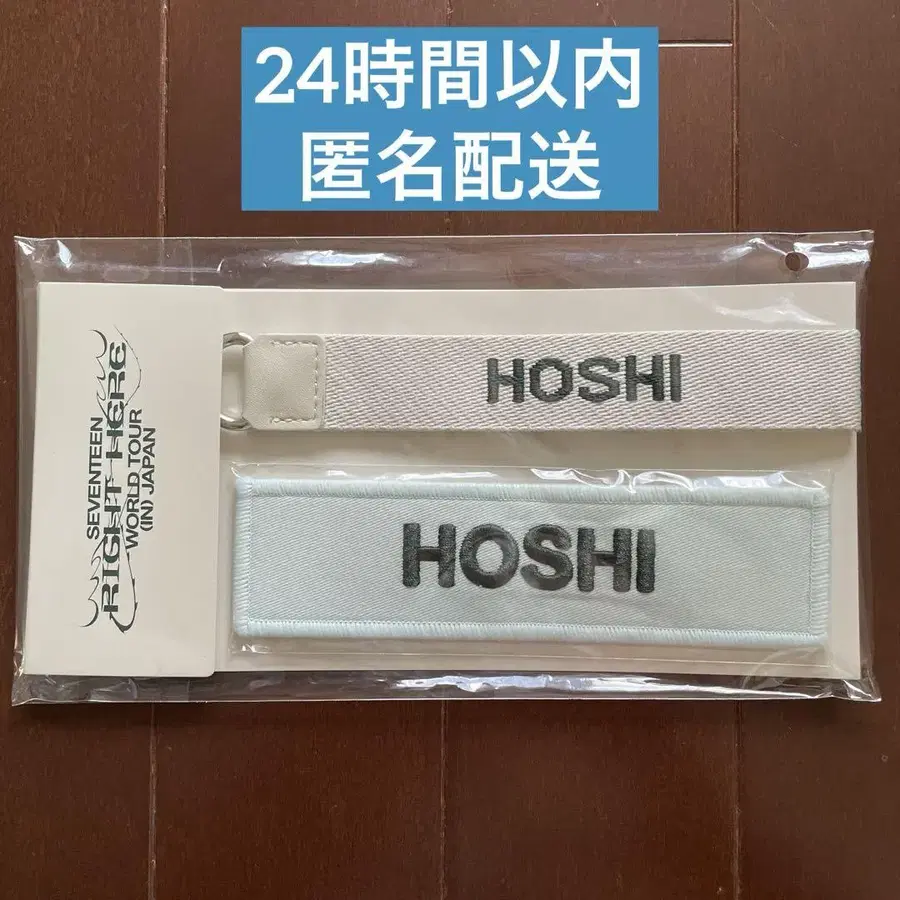 24時間以内
匿名配送
SEVENTEEN
RIGHT HERE
WORLD TOUR
(IN) JAPAN
HOSHI
HOSHI